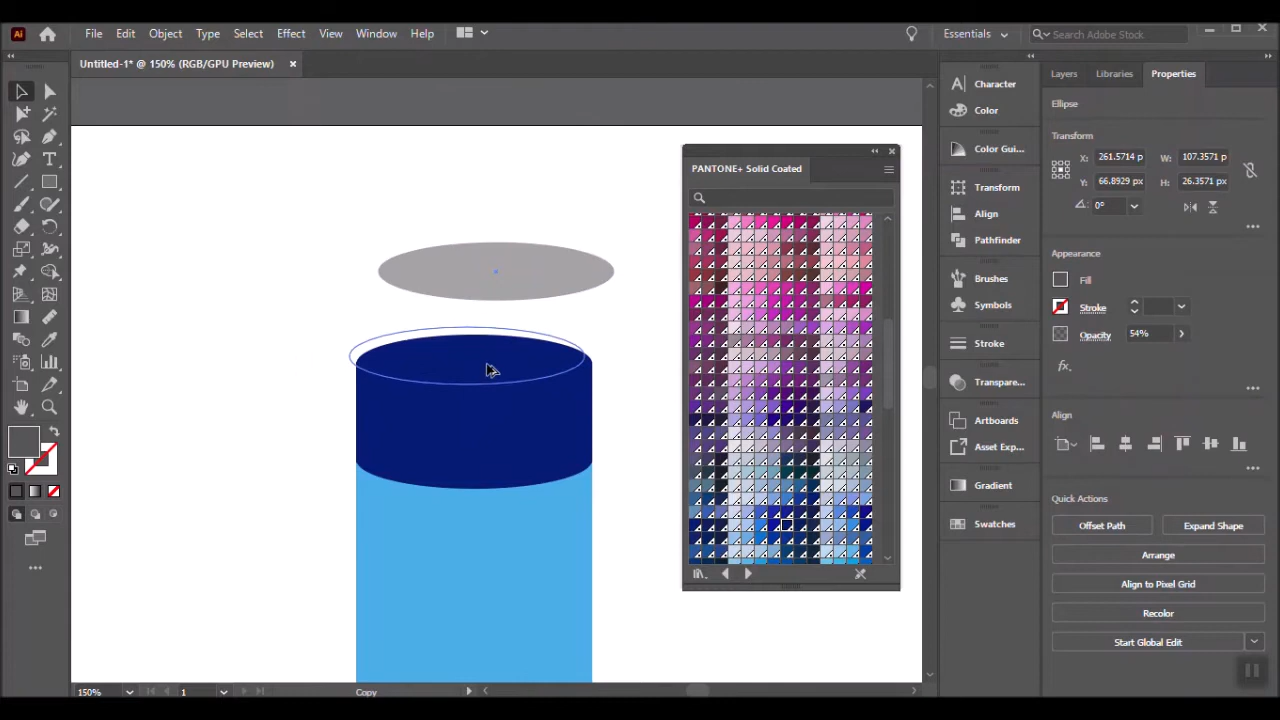 Ai File Edit Object Type Select Effect View Window Help Essentials Search Adobe Stock
Untitled-1* @ 150% (RGB/GPU Preview)
Character
Color
Color Gui...
Transform
Align
Pathfinder
Brushes
Symbols
Stroke
Transpare...
Artboards
Asset Exp...
Gradient
Swatches
Layers Libraries Properties
Ellipse
Transform
X: 261.5714 p W: 107.3571 p
Y: 66.8929 px H: 26.3571 px
0°
Appearance
Fill
Stroke
Opacity 54%
fx.
Align
Quick Actions
Offset Path Expand Shape
Arrange
Align to Pixel Grid
Recolor
Start Global Edit
PANTONE+ Solid Coated
150% 1 Copy